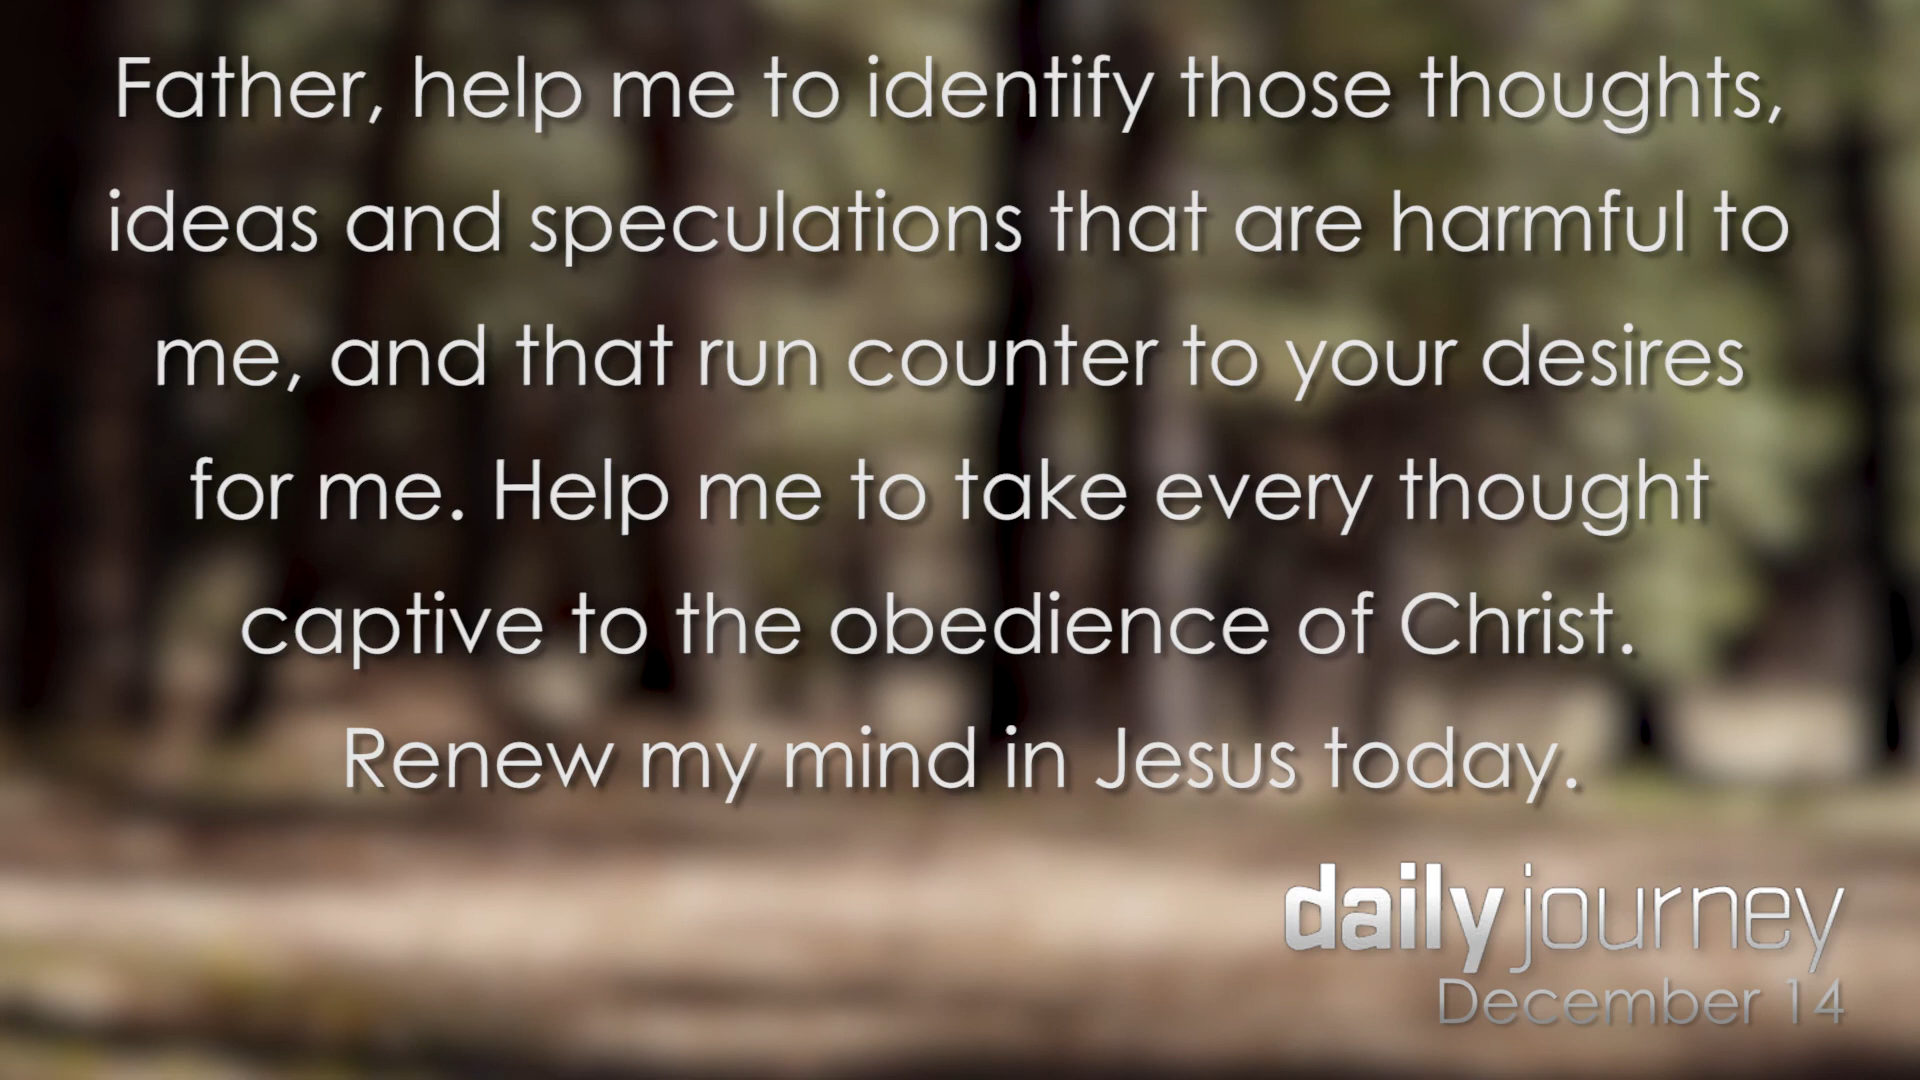 Father, help me to identify those thoughts,
ideas and speculations that are harmful to
me, and that run counter to your desires
for me. Help me to take every thought
captive to the obedience of Christ.
Renew my mind in Jesus today.
dailyjourney
December 14